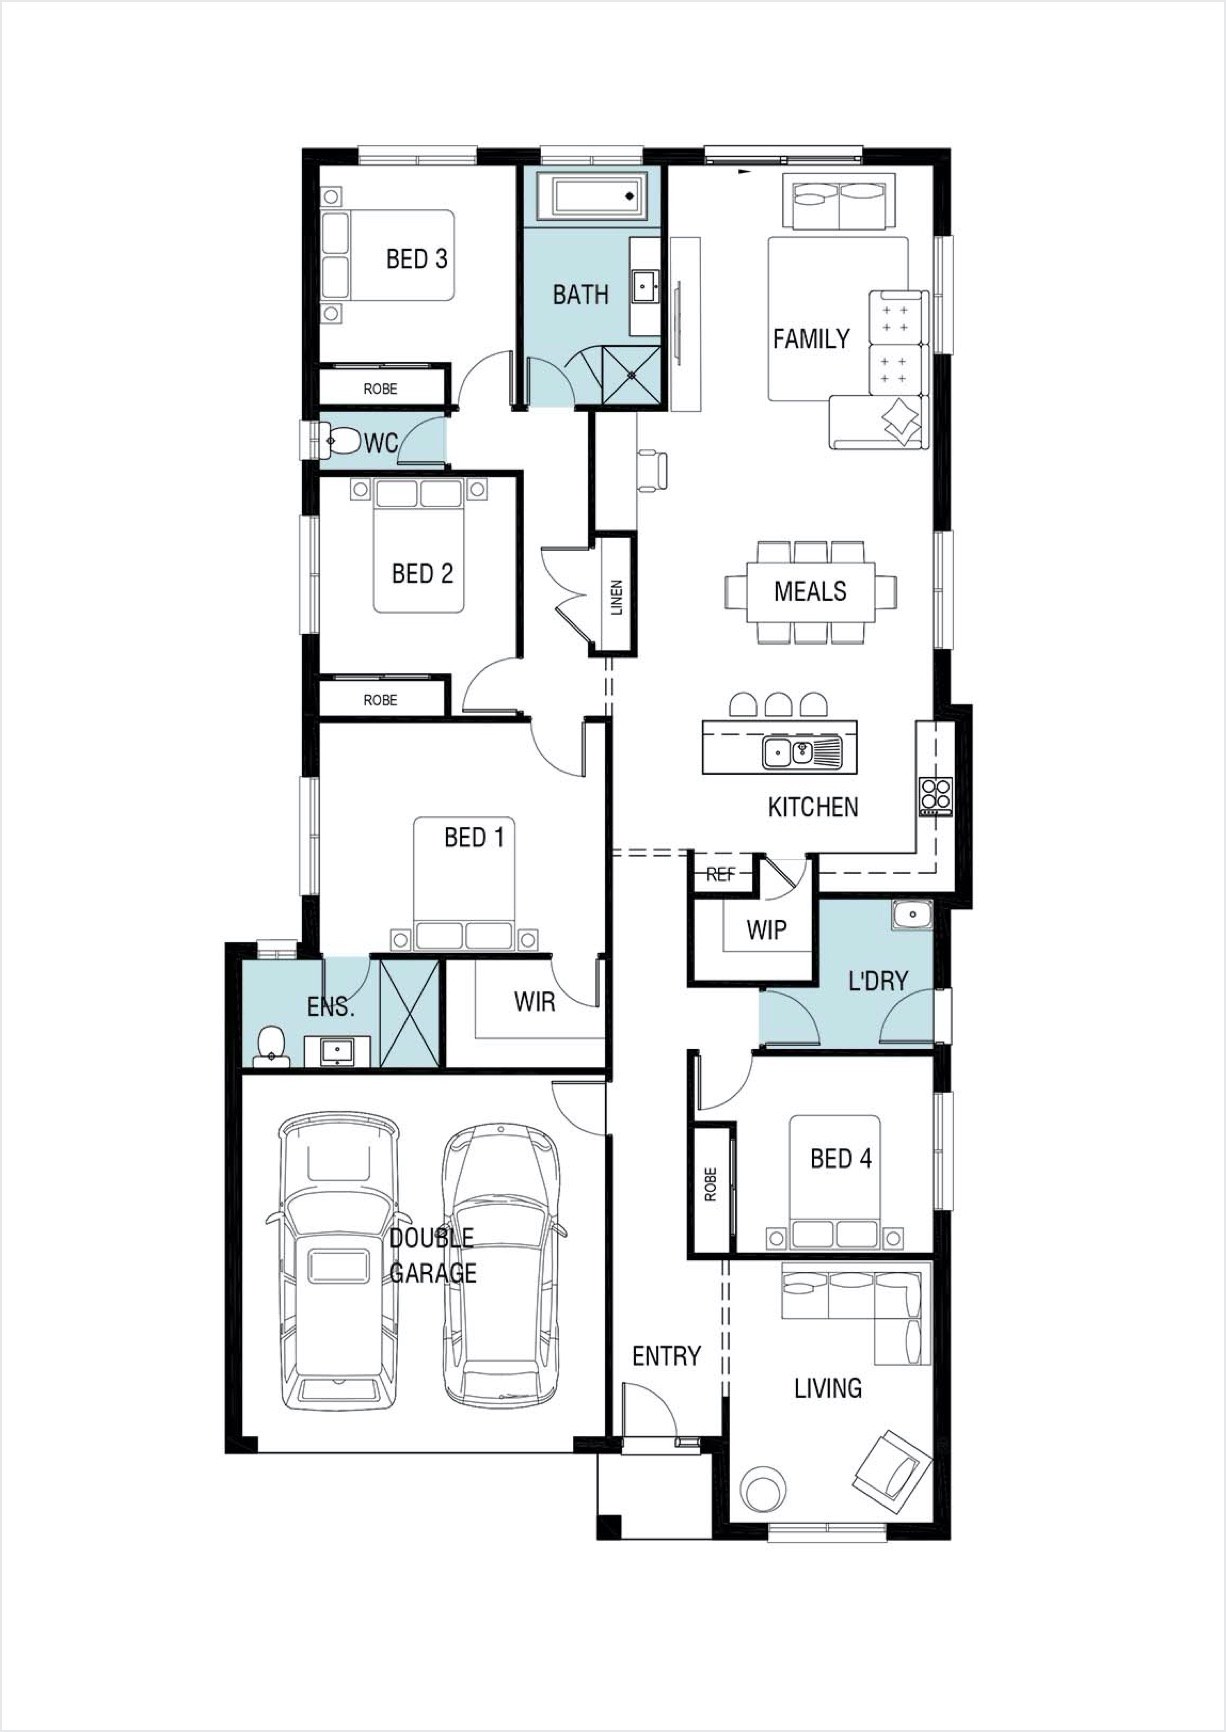 BED 3
BATH
FAMILY
ROBE
WC
BED 2
MEALS
LINEN
ROBE
KITCHEN
BED 1
REF
WIP
L'DRY
ENS.
WIR
BED 4
ROBE
DOUBLE
GARAGE
ENTRY
LIVING